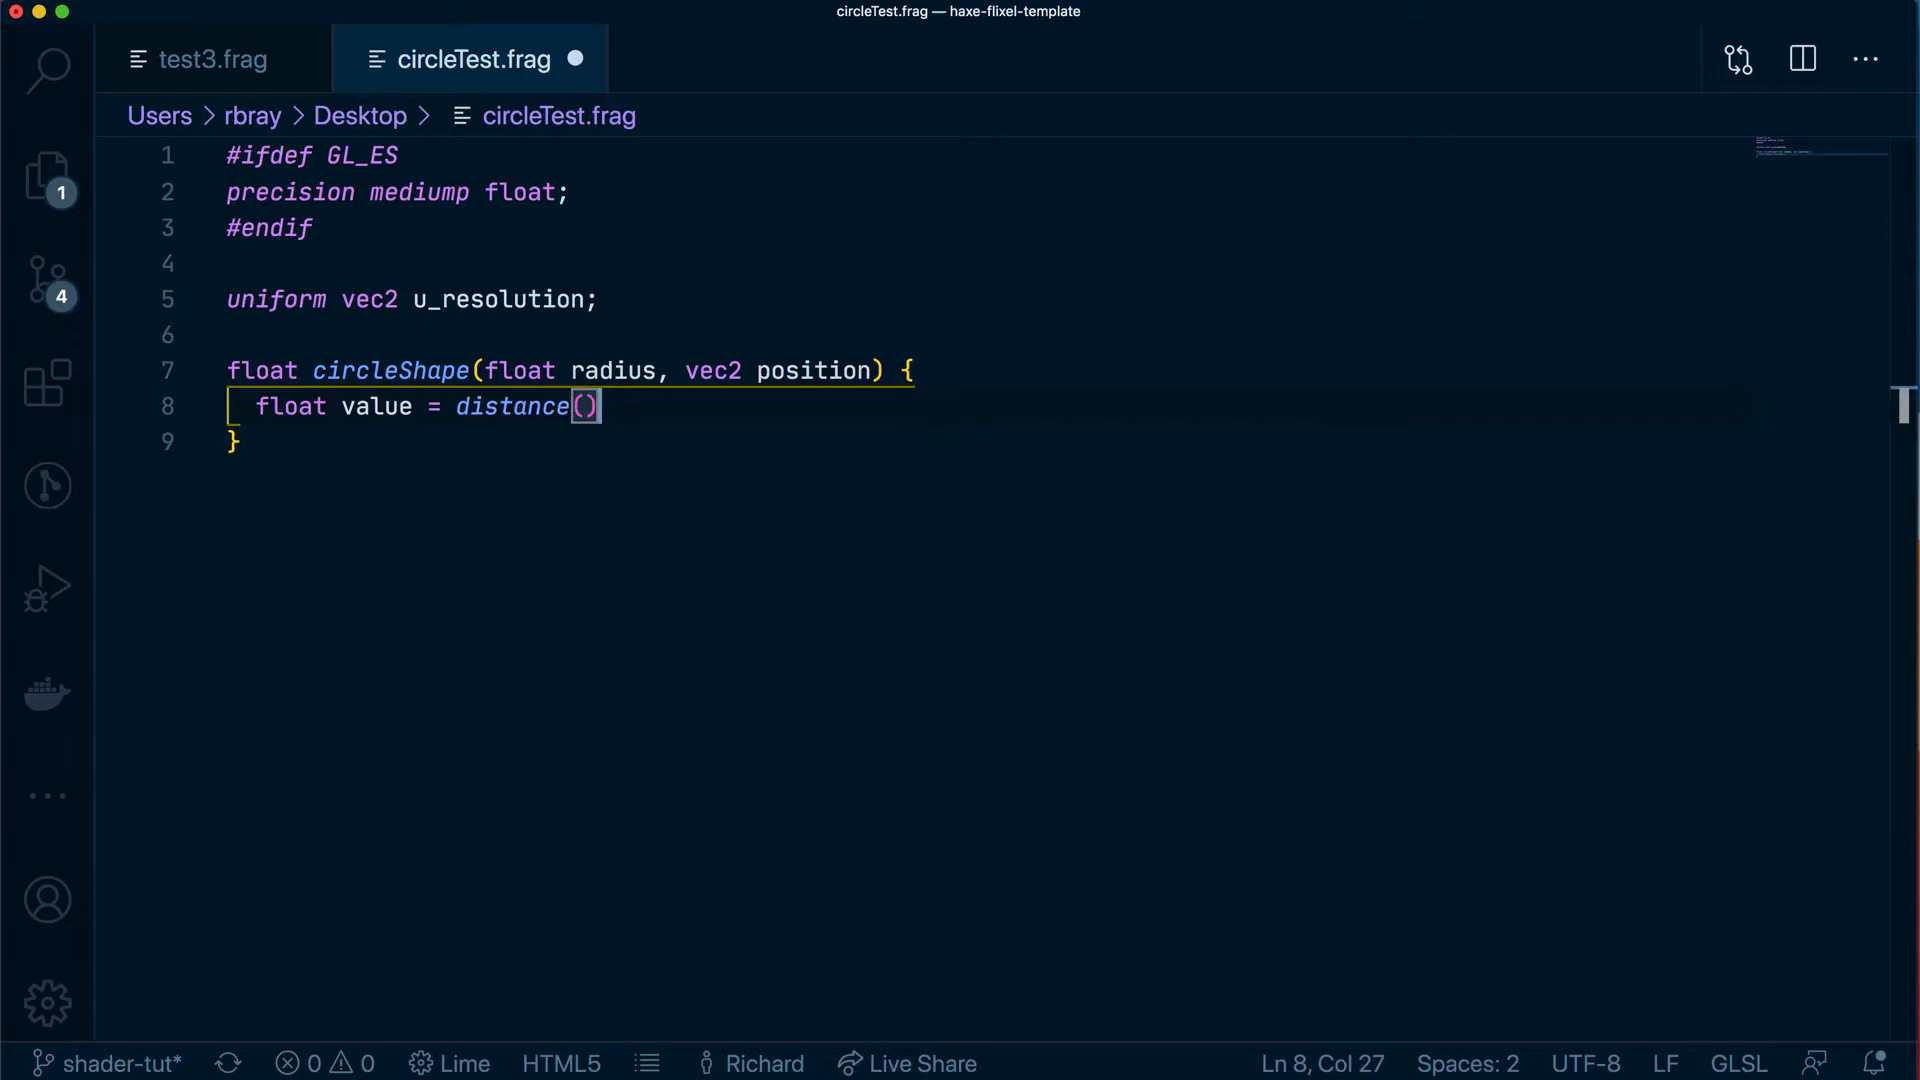 circleTest.frag — haxe-flixel-template
test3.frag
circleTest.frag
Users > rbray > Desktop > circleTest.frag
1 #ifdef GL_ES
2 precision mediump float;
3 #endif
4
5 uniform vec2 u_resolution;
6
7 float circleShape(float radius, vec2 position) {
8 float value = distance()
9 }
1
4
shader-tut* 0 0 Lime HTML5 Richard Live Share Ln 8, Col 27 Spaces: 2 UTF-8 LF GLSL